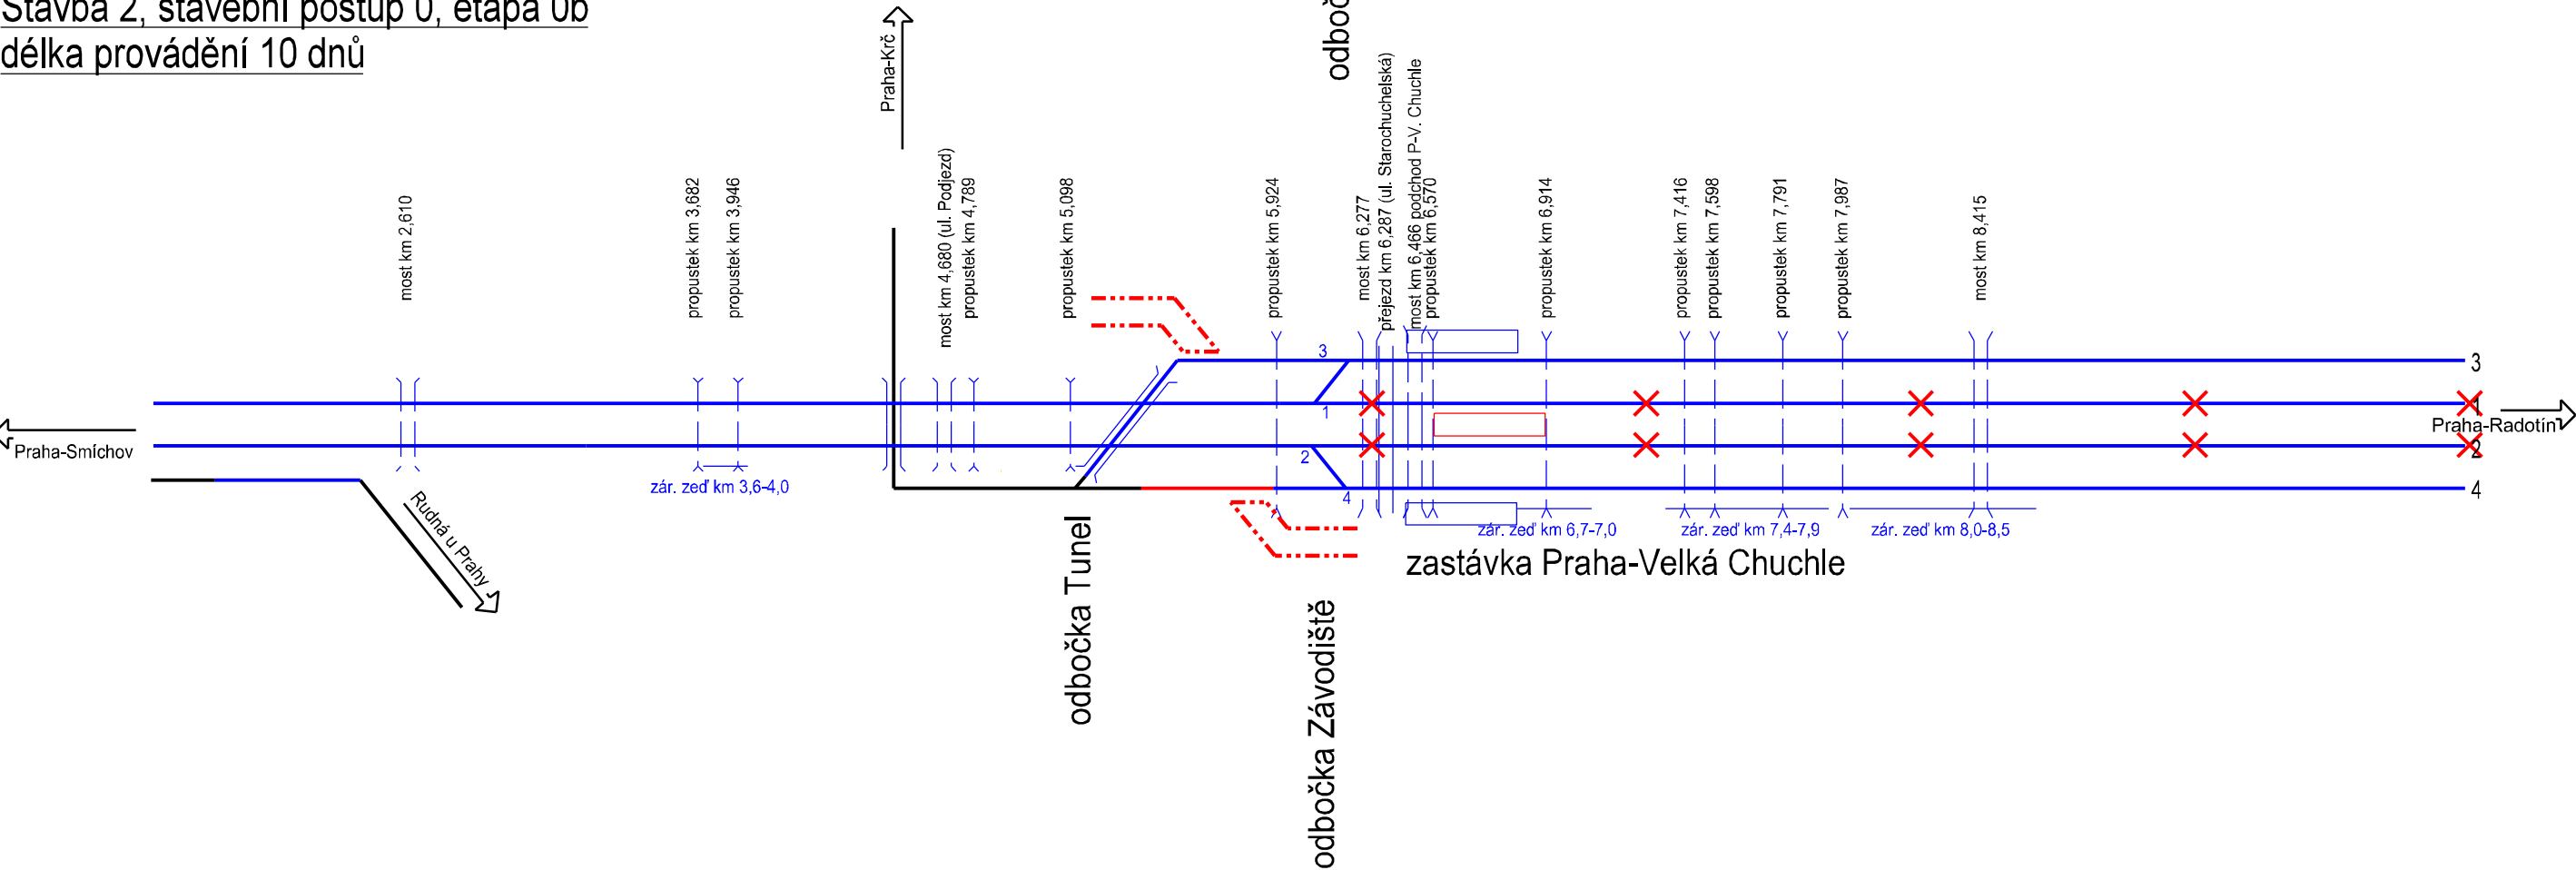 Stavba 2, stavební postup 0, etapa 0b
délka provádění 10 dnů
Praha-Krč
odboč
most km 2,610
propustek km 3,682
propustek km 3,946
most km 4,680 (ul. Podjezd)
propustek km 4,789
propustek km 5,098
propustek km 5,924
most km 6,277
přejezd km 6,287 (ul. Starochuchelská)
most km 6,466 podchod P-V. Chuchle
propustek km 6,570
propustek km 6,914
propustek km 7,416
propustek km 7,598
propustek km 7,791
propustek km 7,987
most km 8,415
3
3
1
1
Praha-Radotín
Praha-Smíchov
2
2
4
4
zár. zeď km 3,6-4,0
Rudná u Prahy
zár. zeď km 6,7-7,0
zár. zeď km 7,4-7,9
zár. zeď km 8,0-8,5
zastávka Praha-Velká Chuchle
odbočka Tunel
odbočka Závodiště